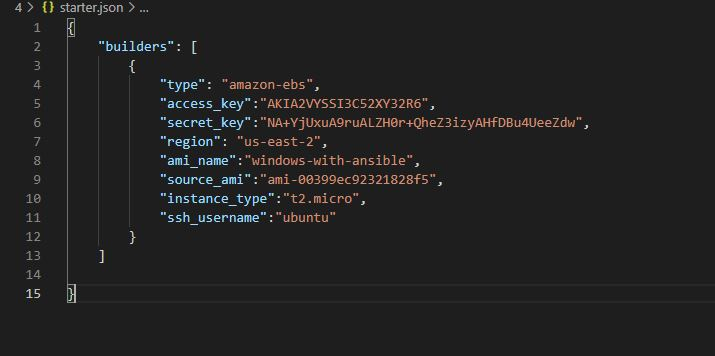 4 > {} starter.json > ...
1 {
2 "builders": [
3 {
4 "type": "amazon-ebs",
5 "access_key":"AKIA2VYSSI3C52XY32R6",
6 "secret_key":"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",
7 "region": "us-east-2",
8 "ami_name":"windows-with-ansible",
9 "source_ami":"ami-00399ec92321828f5",
10 "instance_type":"t2.micro",
11 "ssh_username":"ubuntu"
12 }
13 ]
14
15 }